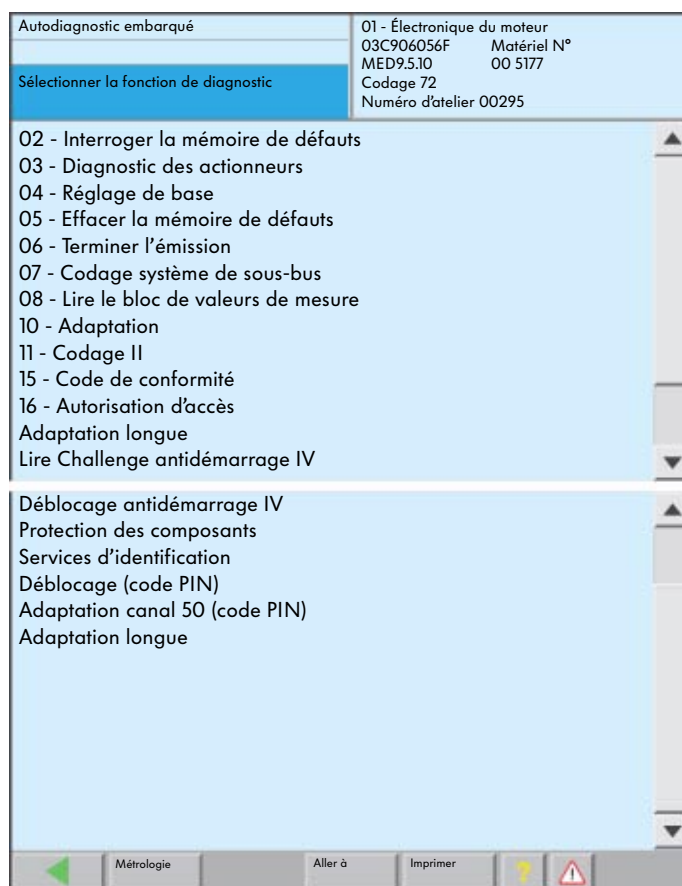 Autodiagnostic embarqué
Sélectionner la fonction de diagnostic
01 - Électronique du moteur
03C906056F Matériel N°
MED9.5.10 00 5177
Codage 72
Numéro d'atelier 00295
02 - Interroger la mémoire de défauts
03 - Diagnostic des actionneurs
04 - Réglage de base
05 - Effacer la mémoire de défauts
06 - Terminer l'émission
07 - Codage système de sous-bus
08 - Lire le bloc de valeurs de mesure
10 - Adaptation
11 - Codage II
15 - Code de conformité
16 - Autorisation d'accès
Adaptation longue
Lire Challenge antidémarrage IV
Déblocage antidémarrage IV
Protection des composants
Services d'identification
Déblocage (code PIN)
Adaptation canal 50 (code PIN)
Adaptation longue
Métrologie Aller à Imprimer ?